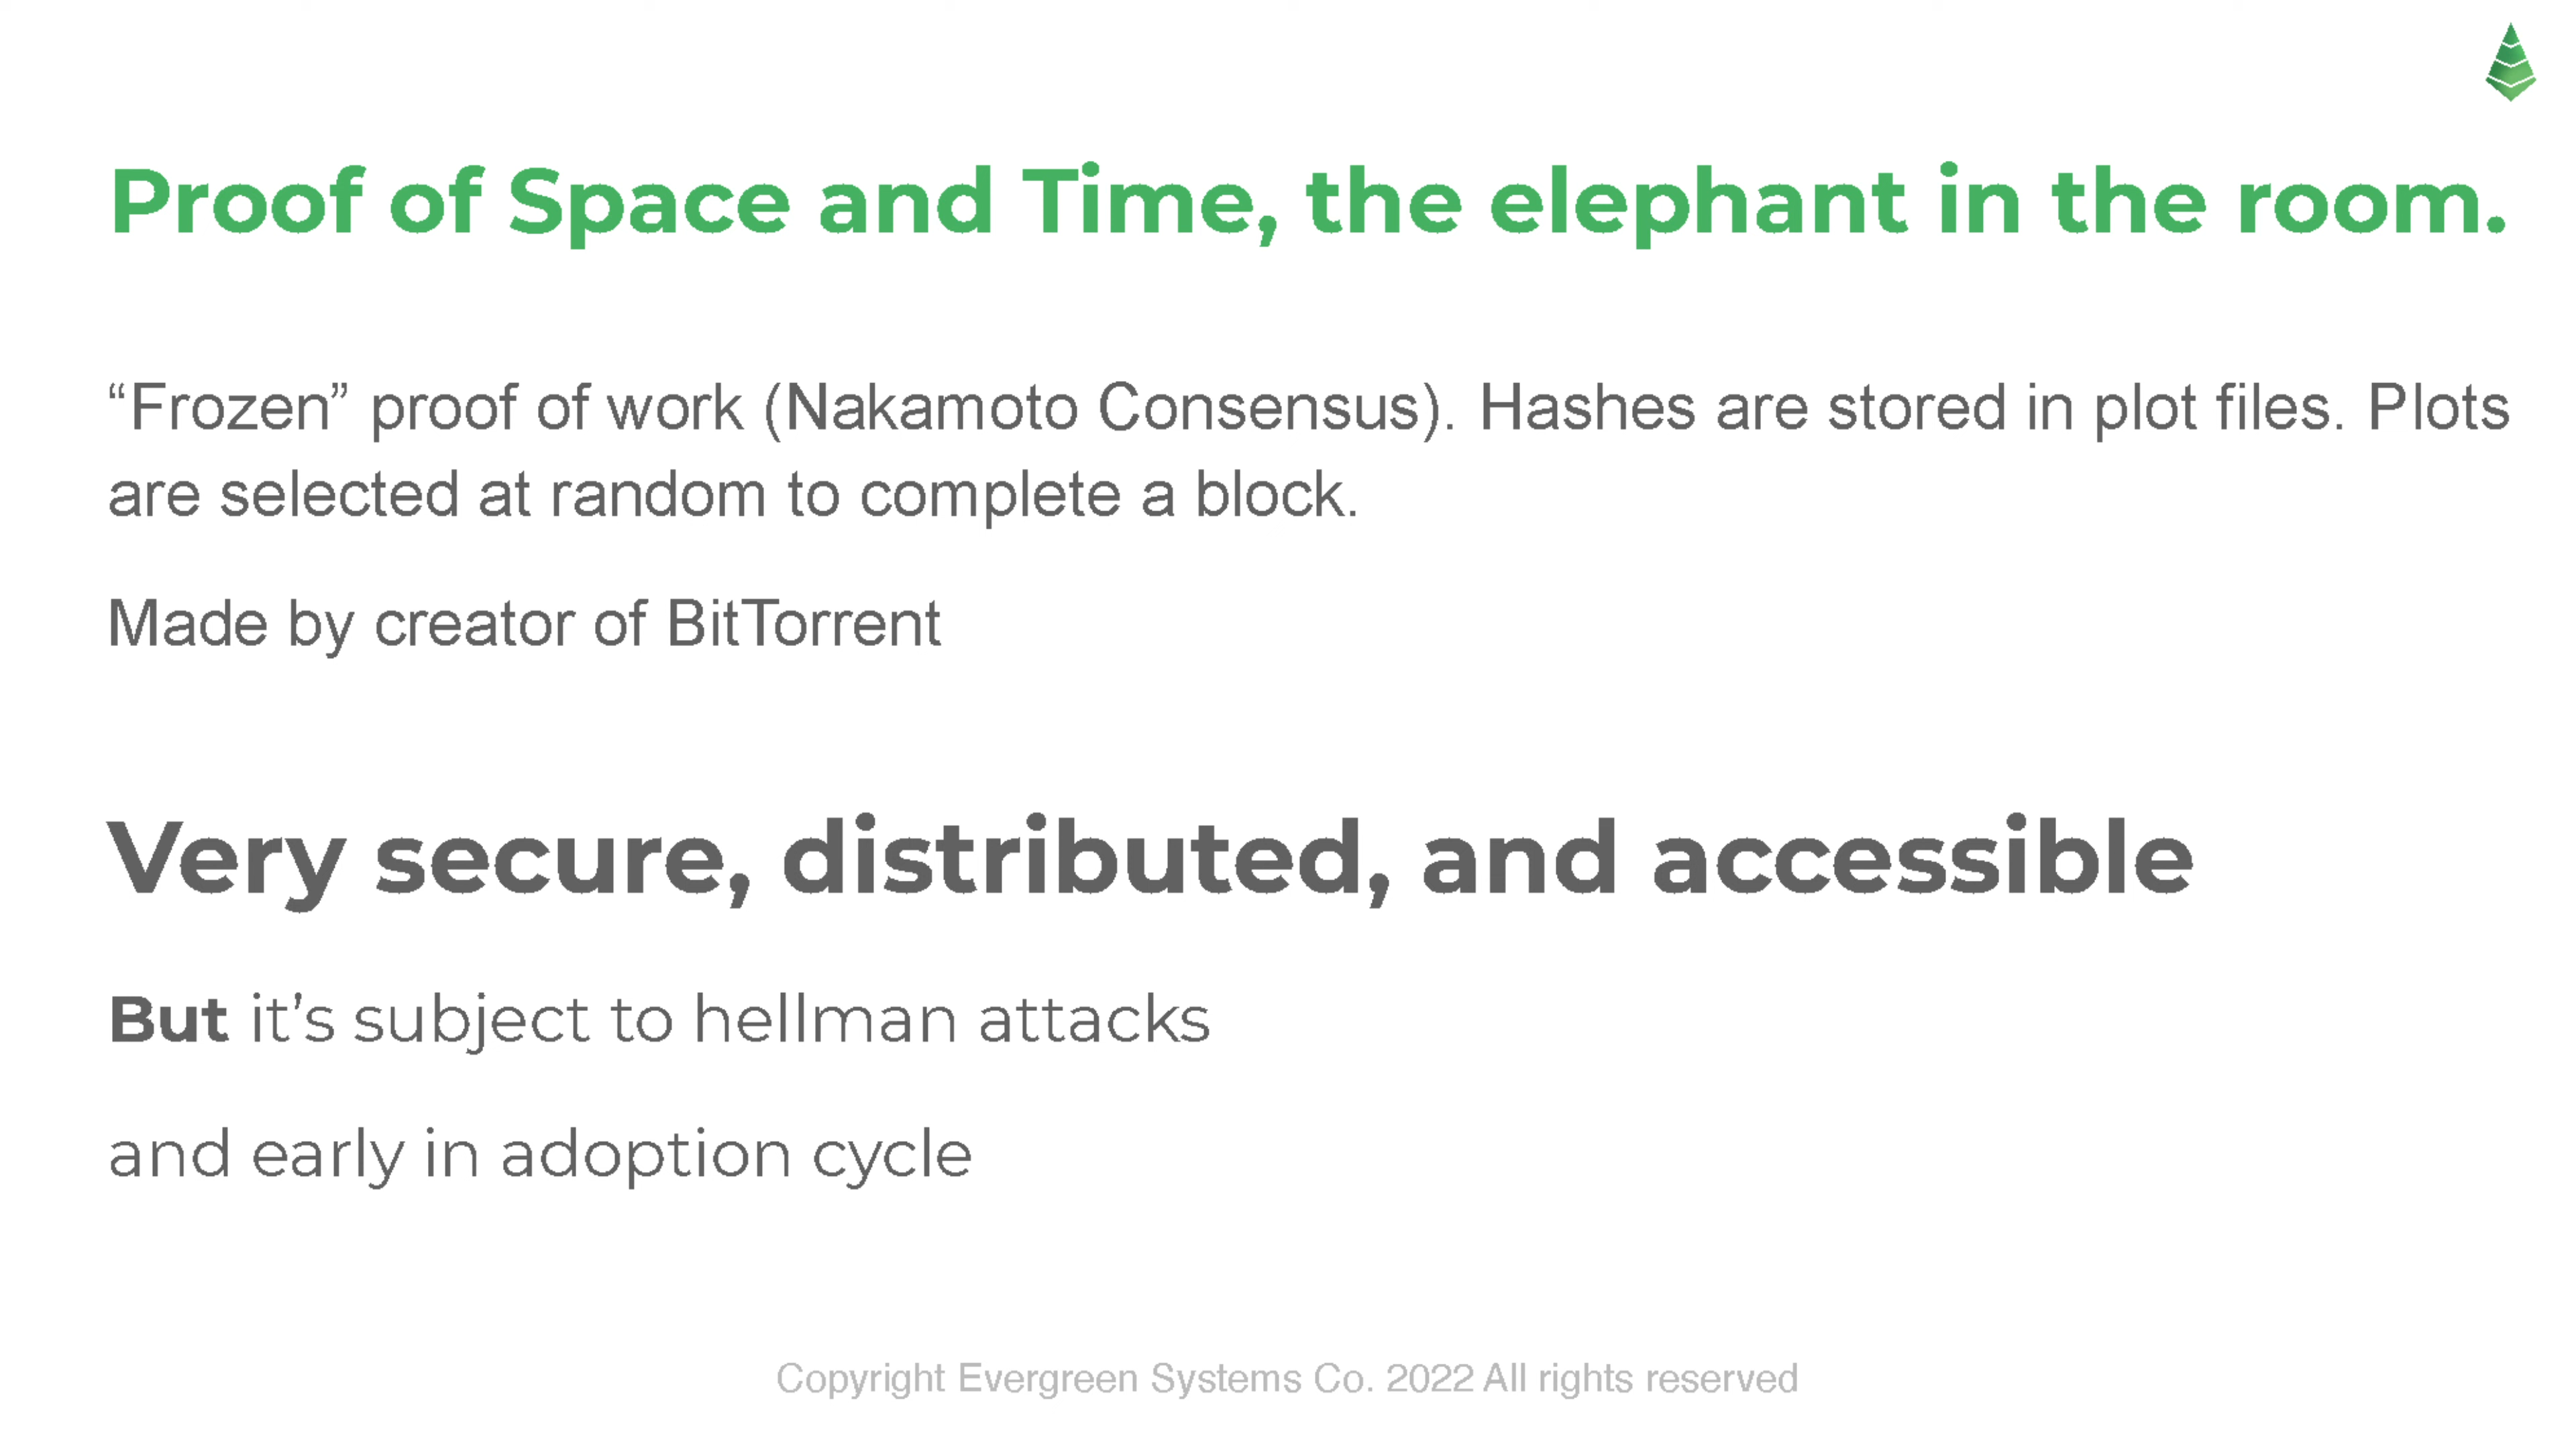 Proof of Space and Time, the elephant in the room.
“Frozen” proof of work (Nakamoto Consensus). Hashes are stored in plot files. Plots
are selected at random to complete a block.
Made by creator of BitTorrent
Very secure, distributed, and accessible
But it’s subject to hellman attacks
and early in adoption cycle
Copyright Evergreen Systems Co. 2022 All rights reserved